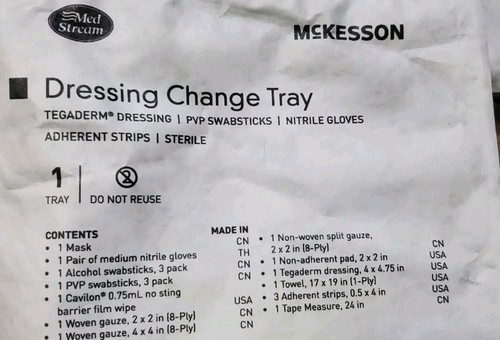 Med
Stream
McKESSON
Dressing Change Tray
TEGADERM® DRESSING | PVP SWABSTICKS | NITRILE GLOVES
ADHERENT STRIPS | STERILE
1
TRAY
2
DO NOT REUSE
CONTENTS
MADE IN
• 1 Mask CN
• 1 Pair of medium nitrile gloves TH
• 1 Alcohol swabsticks, 3 pack CN
• 1 PVP swabsticks, 3 pack CN
• 1 Cavilon® 0.75mL no sting
barrier film wipe USA
• 1 Woven gauze, 2 x 2 in (8-Ply) CN
• 1 Woven gauze, 4 x 4 in (8-Ply) CN
• 1 Non-woven split gauze,
2 x 2 in (8-Ply) CN
• 1 Non-adherent pad, 2 x 2 in USA
• 1 Tegaderm dressing, 4 x 4.75 in USA
• 1 Towel, 17 x 19 in (1-Ply) USA
• 3 Adherent strips, 0.5 x 4 in USA
• 1 Tape Measure, 24 in CN